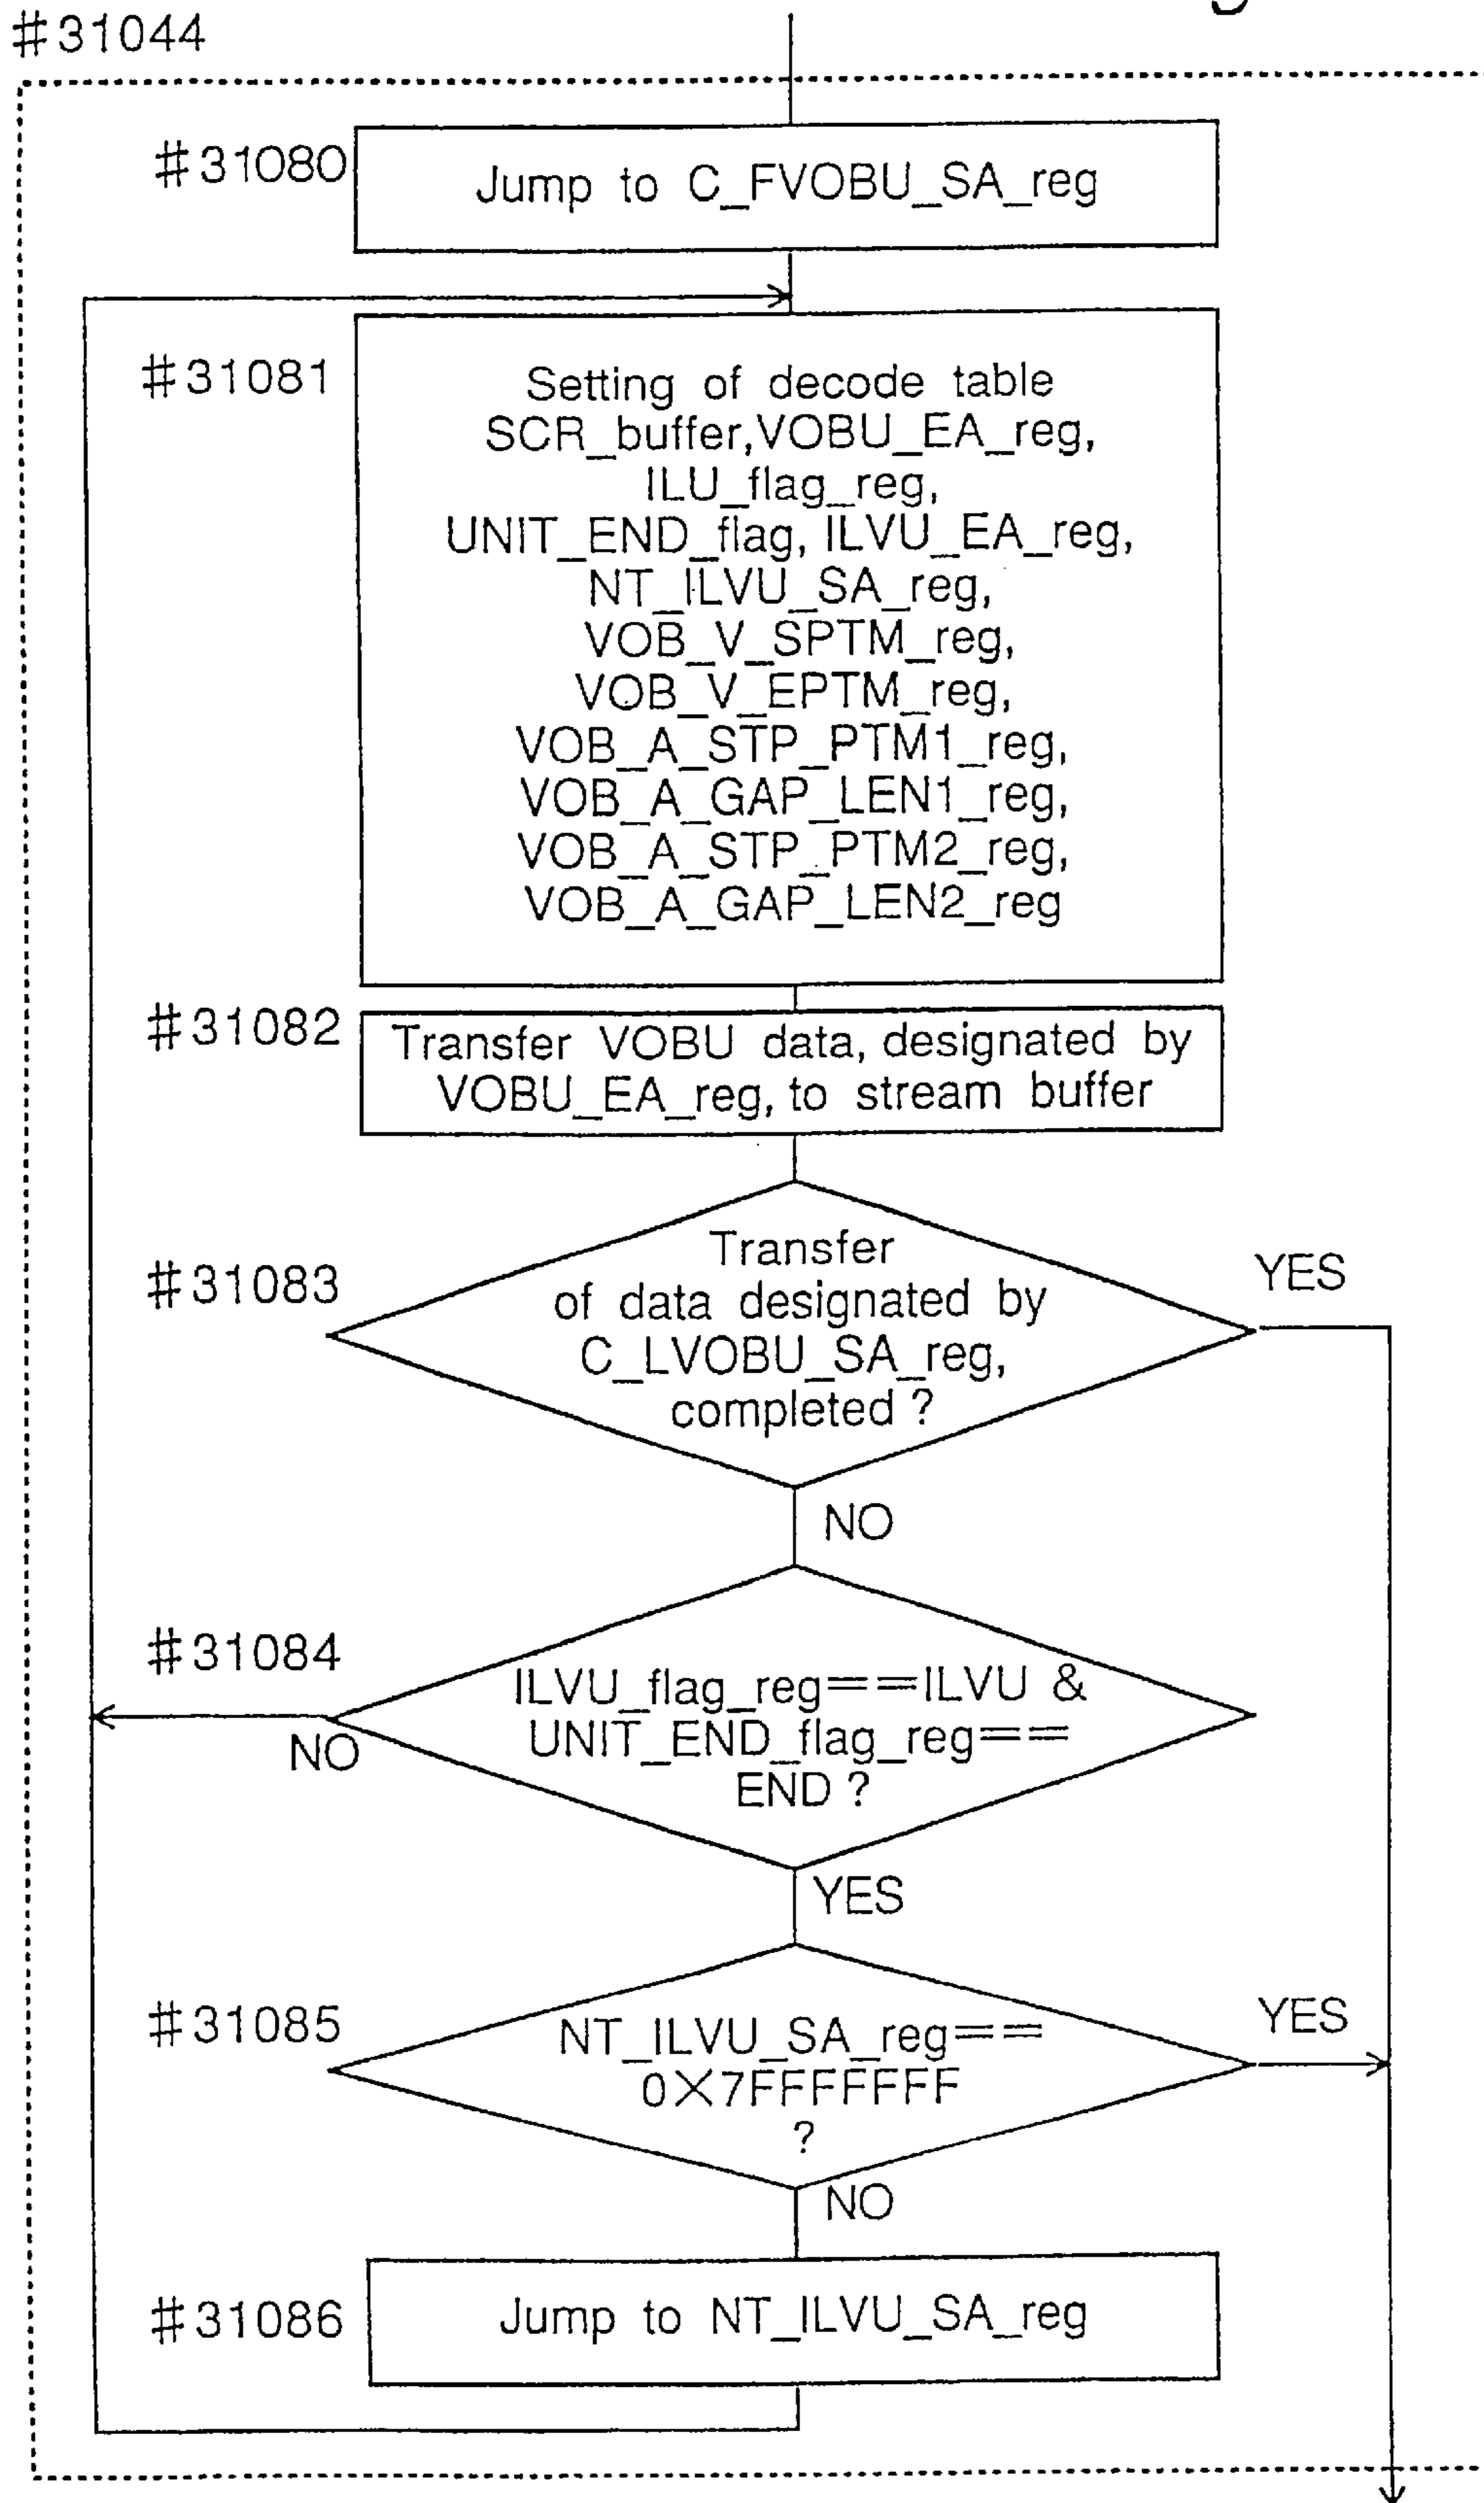 #31044
#31080
Jump to C_FVOBU_SA_reg
#31081
Setting of decode table
SCR_buffer,VOBU_EA_reg,
ILU_flag_reg,
UNIT_END_flag, ILVU_EA_reg,
NT_ILVU_SA_reg,
VOB_V_SPTM_reg,
VOB_V_EPTM_reg,
VOB_A_STP_PTM1_reg,
VOB_A_GAP_LEN1_reg,
VOB_A_STP_PTM2_reg,
VOB_A_GAP_LEN2_reg
#31082
Transfer VOBU data, designated by
VOBU_EA_reg, to stream buffer
#31083
Transfer
of data designated by
C_LVOBU_SA_reg,
completed ?
YES
NO
#31084
ILVU_flag_reg==ILVU &
UNIT_END_flag_reg==
END ?
NO
YES
#31085
NT_ILVU_SA_reg==
0X7FFFFFFF
?
YES
NO
#31086
Jump to NT_ILVU_SA_reg